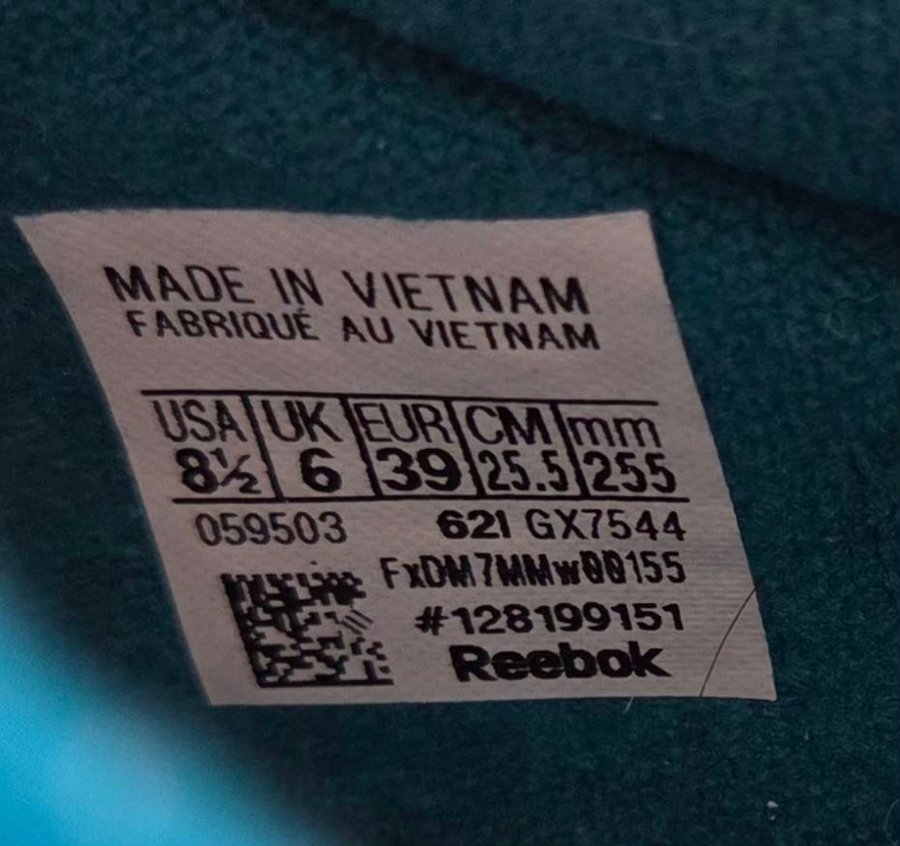 MADE IN VIETNAM
FABRIQUÉ AU VIETNAM
USA UK EUR CM mm
8½ 6 39 25.5 255
059503 621 GX7544
FxDM7MMw00155
#128199151
Reebok